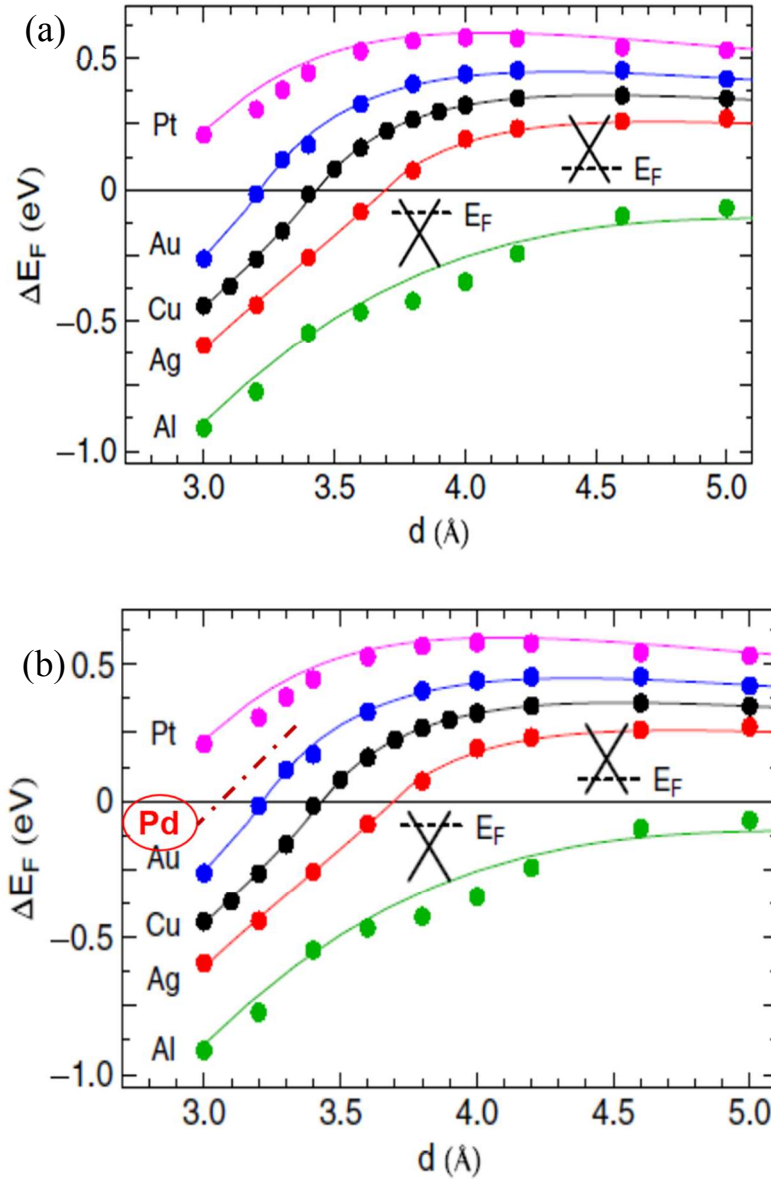 (a)
0.5
0
−0.5
−1.0
ΔE_F (eV)
Pt
Au
Cu
Ag
Al
E_F
E_F
3.0 3.5 4.0 4.5 5.0
d (Å)
(b)
0.5
0
−0.5
−1.0
ΔE_F (eV)
Pt
Pd
Au
Cu
Ag
Al
E_F
E_F
3.0 3.5 4.0 4.5 5.0
d (Å)